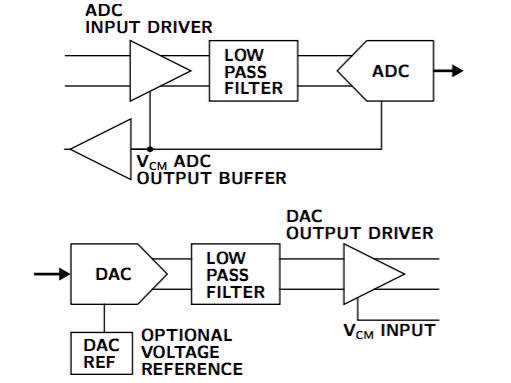 ADC
INPUT DRIVER
LOW
PASS
FILTER
ADC
VCM ADC
OUTPUT BUFFER
DAC
OUTPUT DRIVER
DAC
LOW
PASS
FILTER
VCM INPUT
DAC
REF
OPTIONAL
VOLTAGE
REFERENCE